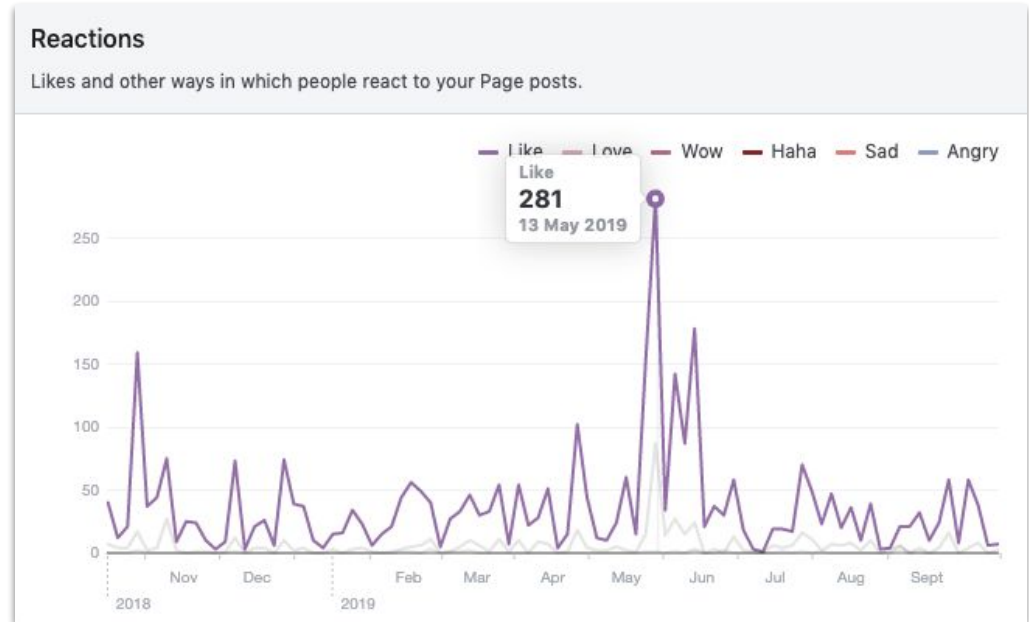 Reactions
Likes and other ways in which people react to your Page posts.
Like Love Wow Haha Sad Angry
Like
281
13 May 2019
250
200
150
100
50
0
Nov Dec Feb Mar Apr May Jun Jul Aug Sept
2018 2019